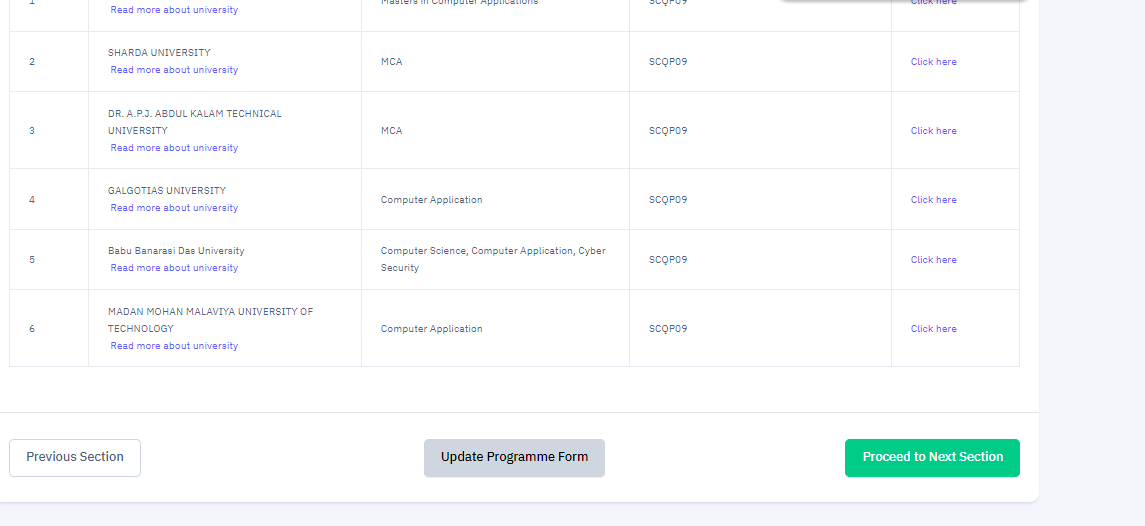 1
Read more about university
Masters in Computer Applications
SCQP09
Click here
2
SHARDA UNIVERSITY
Read more about university
MCA
SCQP09
Click here
3
DR. A.P.J. ABDUL KALAM TECHNICAL
UNIVERSITY
Read more about university
MCA
SCQP09
Click here
4
GALGOTIAS UNIVERSITY
Read more about university
Computer Application
SCQP09
Click here
5
Babu Banarasi Das University
Read more about university
Computer Science, Computer Application, Cyber
Security
SCQP09
Click here
6
MADAN MOHAN MALAVIYA UNIVERSITY OF
TECHNOLOGY
Read more about university
Computer Application
SCQP09
Click here
Previous Section
Update Programme Form
Proceed to Next Section